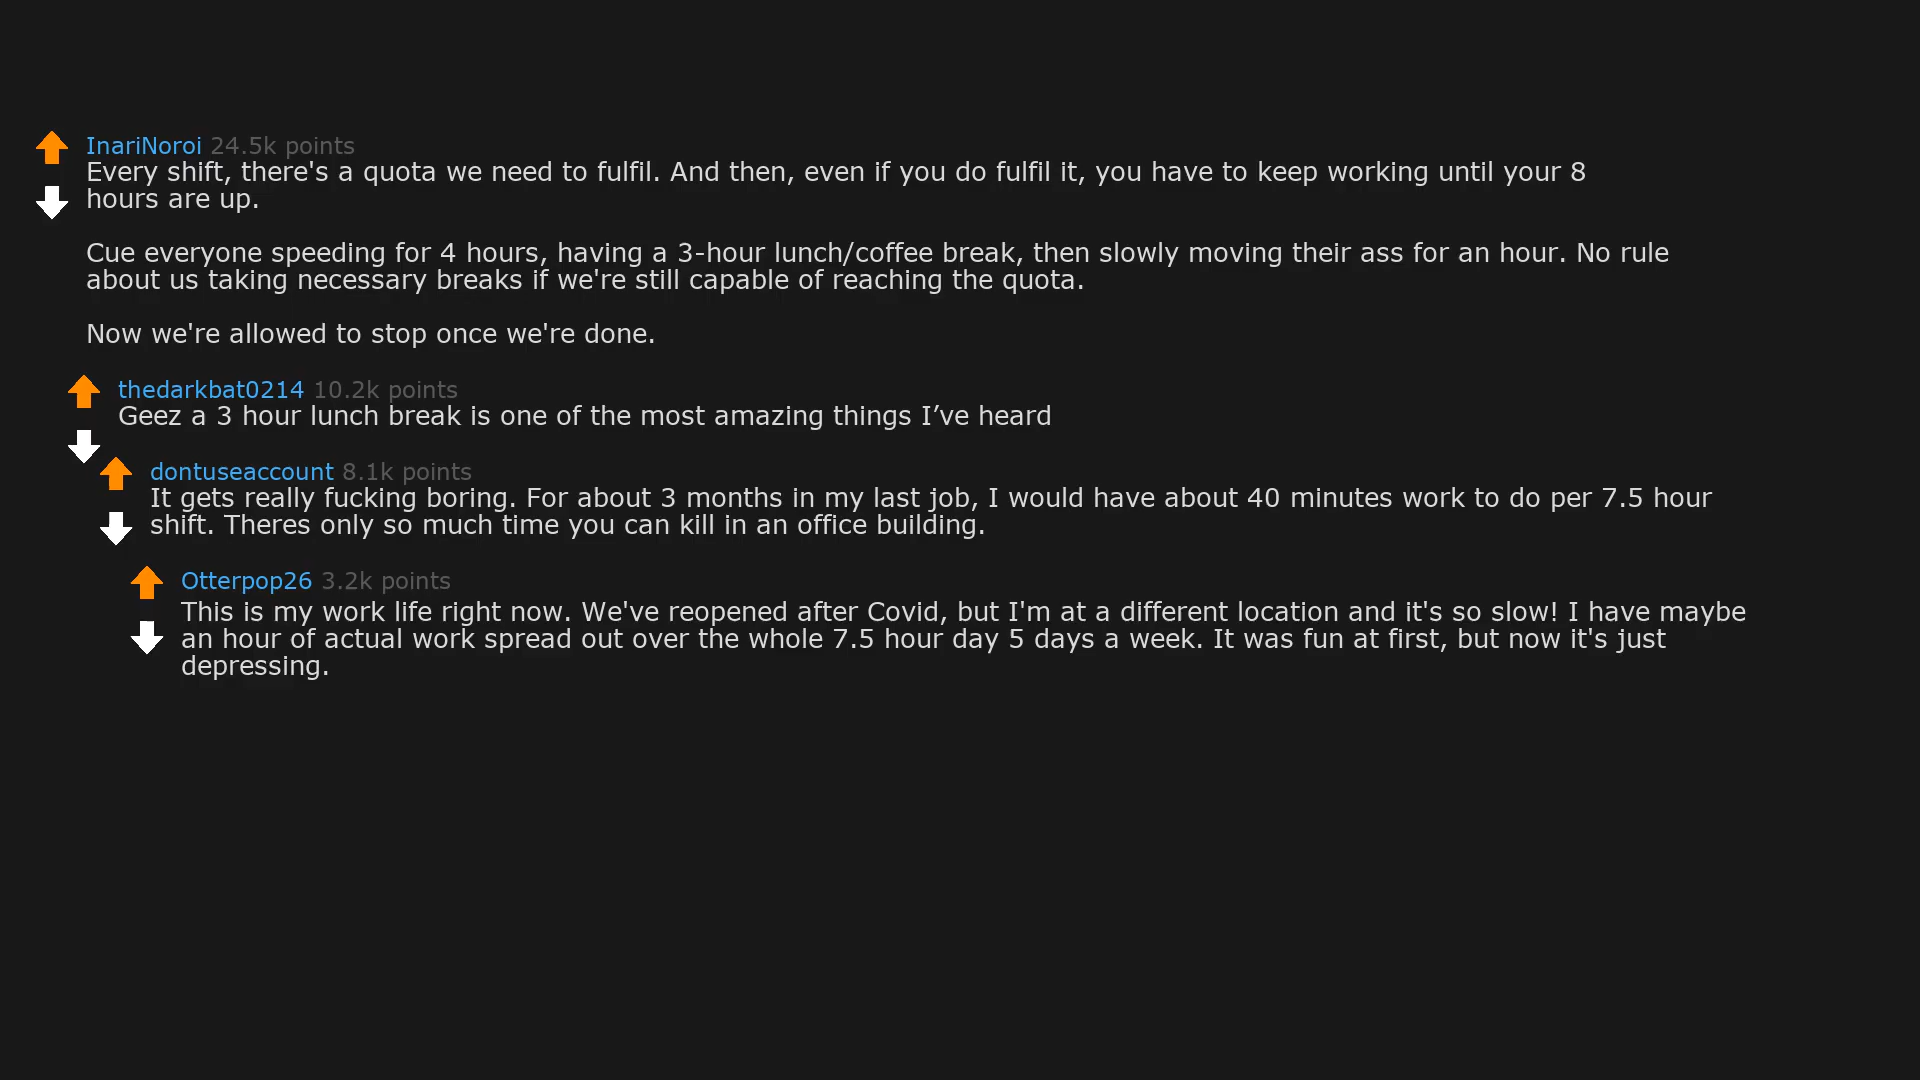 InariNoroi 24.5k points
Every shift, there's a quota we need to fulfil. And then, even if you do fulfil it, you have to keep working until your 8
hours are up.
Cue everyone speeding for 4 hours, having a 3-hour lunch/coffee break, then slowly moving their ass for an hour. No rule
about us taking necessary breaks if we're still capable of reaching the quota.
Now we're allowed to stop once we're done.
thedarkbat0214 10.2k points
Geez a 3 hour lunch break is one of the most amazing things I’ve heard
dontuseaccount 8.1k points
It gets really fucking boring. For about 3 months in my last job, I would have about 40 minutes work to do per 7.5 hour
shift. Theres only so much time you can kill in an office building.
Otterpop26 3.2k points
This is my work life right now. We've reopened after Covid, but I'm at a different location and it's so slow! I have maybe
an hour of actual work spread out over the whole 7.5 hour day 5 days a week. It was fun at first, but now it's just
depressing.